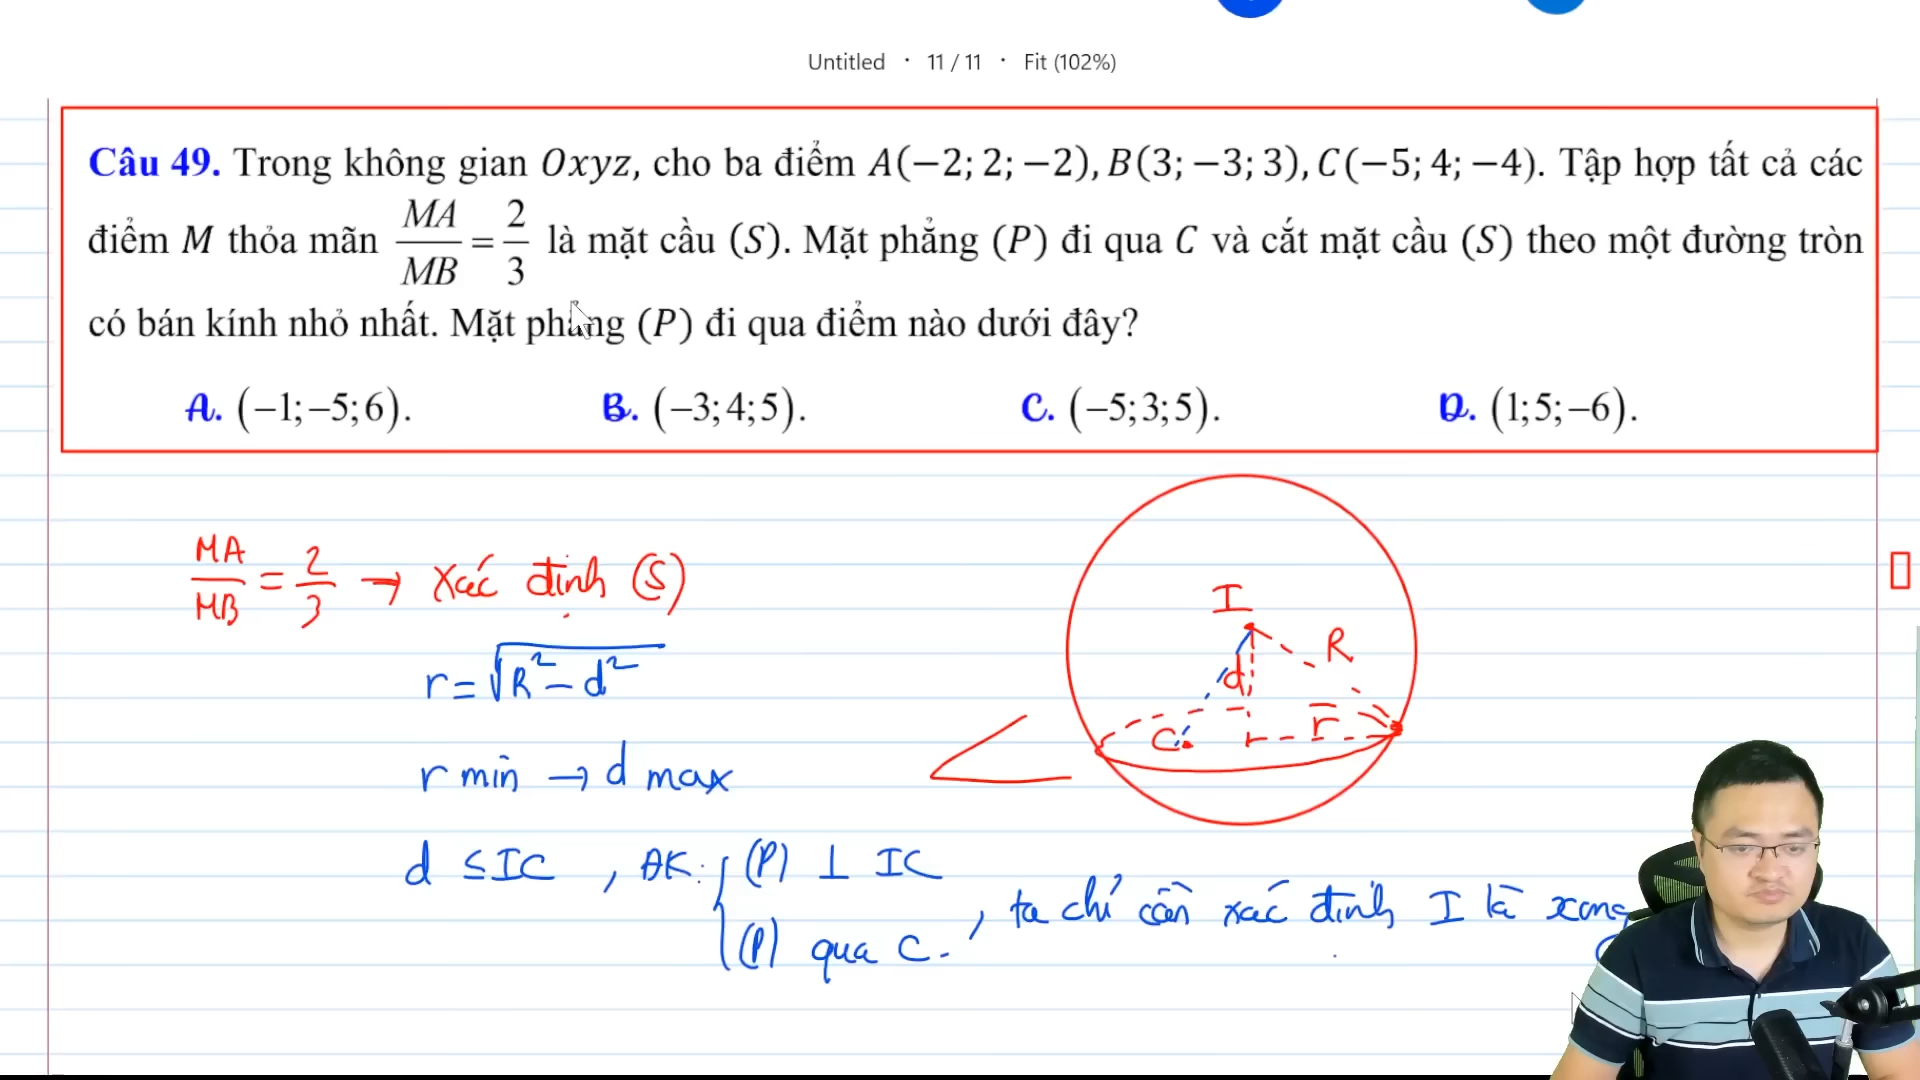 Untitled · 11 / 11 · Fit (102%)
Câu 49. Trong không gian Oxyz, cho ba điểm A(−2; 2; −2), B(3; −3; 3), C(−5; 4; −4). Tập hợp tất cả các
điểm M thỏa mãn MA/MB = 2/3 là mặt cầu (S). Mặt phẳng (P) đi qua C và cắt mặt cầu (S) theo một đường tròn
có bán kính nhỏ nhất. Mặt phẳng (P) đi qua điểm nào dưới đây?
A. (−1;−5;6). B. (−3;4;5). C. (−5;3;5). D. (1;5;−6).
MA/MB = 2/3 → xác định (S)
I
R
d
C
r
r = √(R² − d²)
r min → d max
d ≤ IC , ĐK: { (P) ⊥ IC
(P) qua C. , ta chỉ cần xác định I là xong